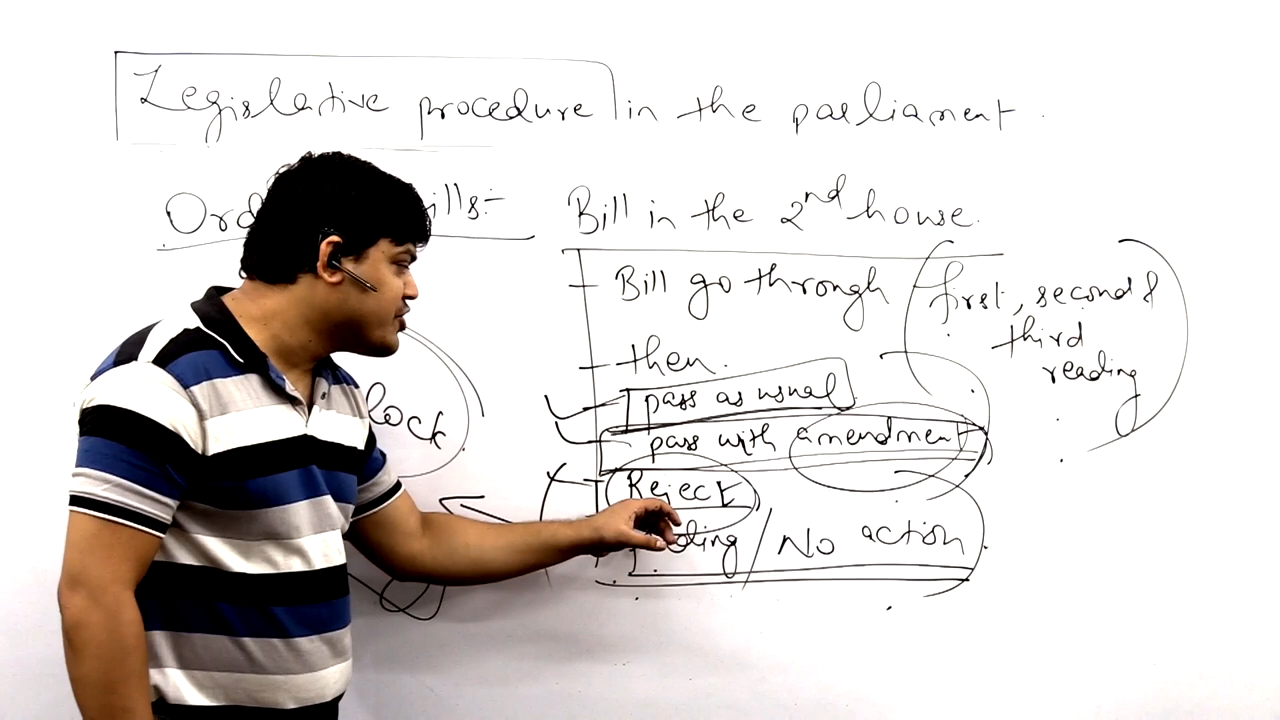 Legislative procedure in the parliament.
Bill in the 2nd house.
Bill go through (first, second &
third
reading)
then.
pass as usual
pass with amendment
Reject
/ No action